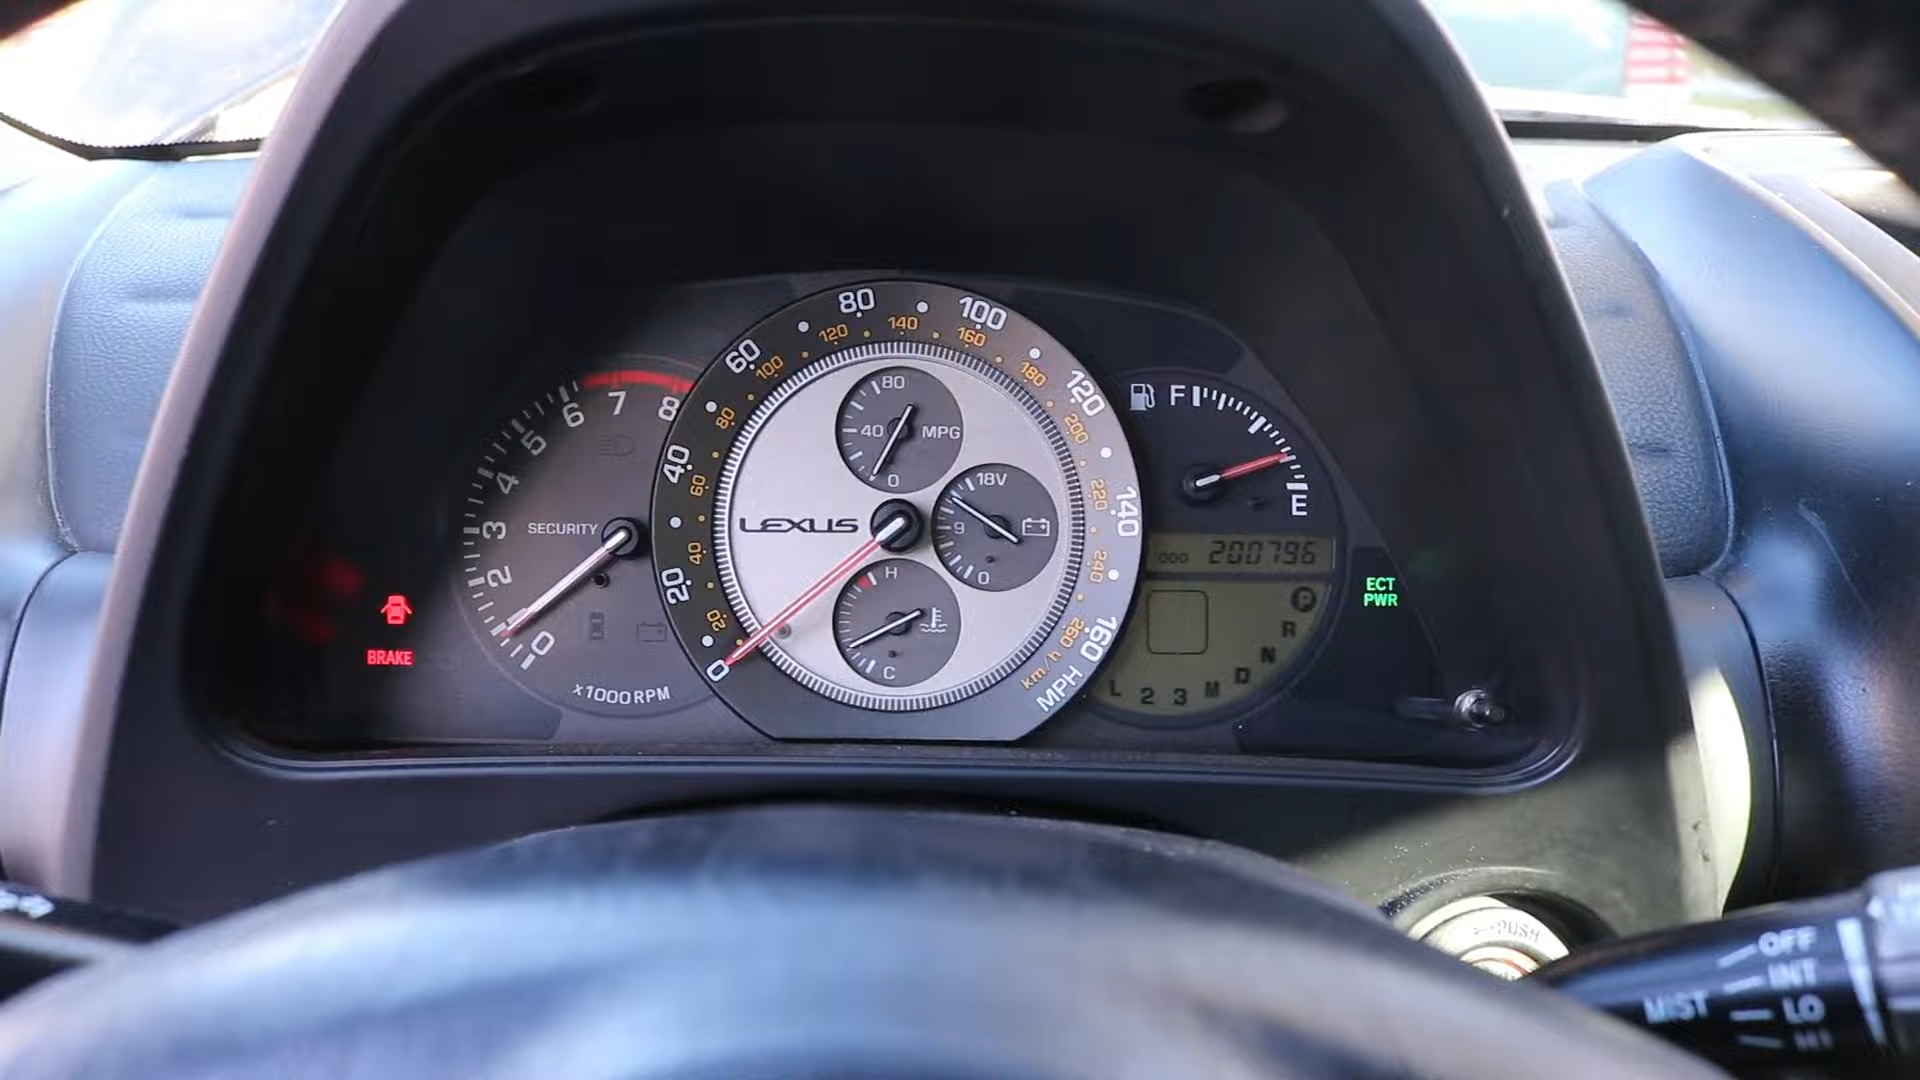 80
100
120
140
160
60
80
100
120
140
160
180
200
220
240
260
km/h
MPH
60
40
20
0
40
20
80
40
MPG
0
18V
9
0
H
C
LEXUS
SECURITY
0
1
2
3
4
5
6
7
8
x1000RPM
F
E
000
200796
P
R
N
D
M
3
2
L
ECT
PWR
BRAKE
PUSH
OFF
INT
MIST
LO